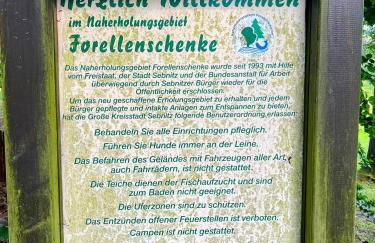 Herzlich Willkommen
im Naherholungsgebiet
Forellenschenke
Das Naherholungsgebiet Forellenschenke wurde seit 1993 mit Hilfe
vom Freistaat, der Stadt Sebnitz und der Bundesanstalt für Arbeit
überwiegend durch Sebnitzer Bürger wieder für die
Öffentlichkeit erschlossen.
Um das neu geschaffene Erholungsgebiet zu erhalten und jedem
Bürger gepflegte und intakte Anlagen zum Entspannen zu bieten,
hat die Große Kreisstadt Sebnitz folgende Benutzerordnung erlassen:
Behandeln Sie alle Einrichtungen pfleglich.
Führen Sie Hunde immer an der Leine.
Das Befahren des Geländes mit Fahrzeugen aller Art,
auch Fahrrädern, ist nicht gestattet.
Die Teiche dienen der Fischaufzucht und sind
zum Baden nicht geeignet.
Die Uferzonen sind zu schützen.
Das Entzünden offener Feuerstellen ist verboten.
Campen ist nicht gestattet.